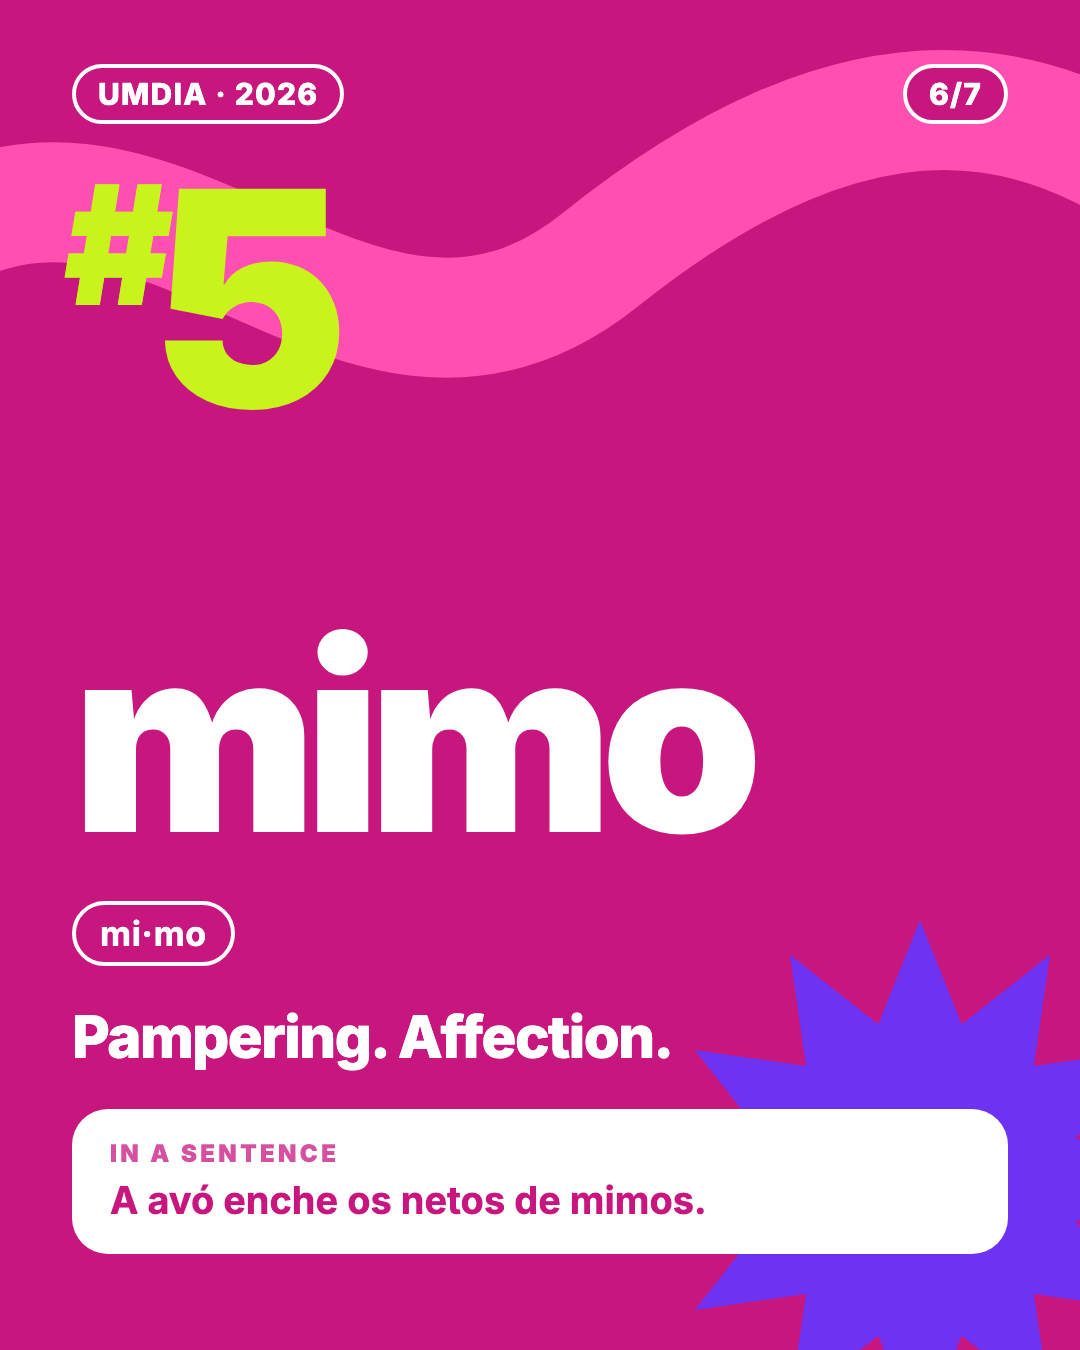 UMDIA · 2026
6/7
#5
mimo
mi·mo
Pampering. Affection.
IN A SENTENCE
A avó enche os netos de mimos.